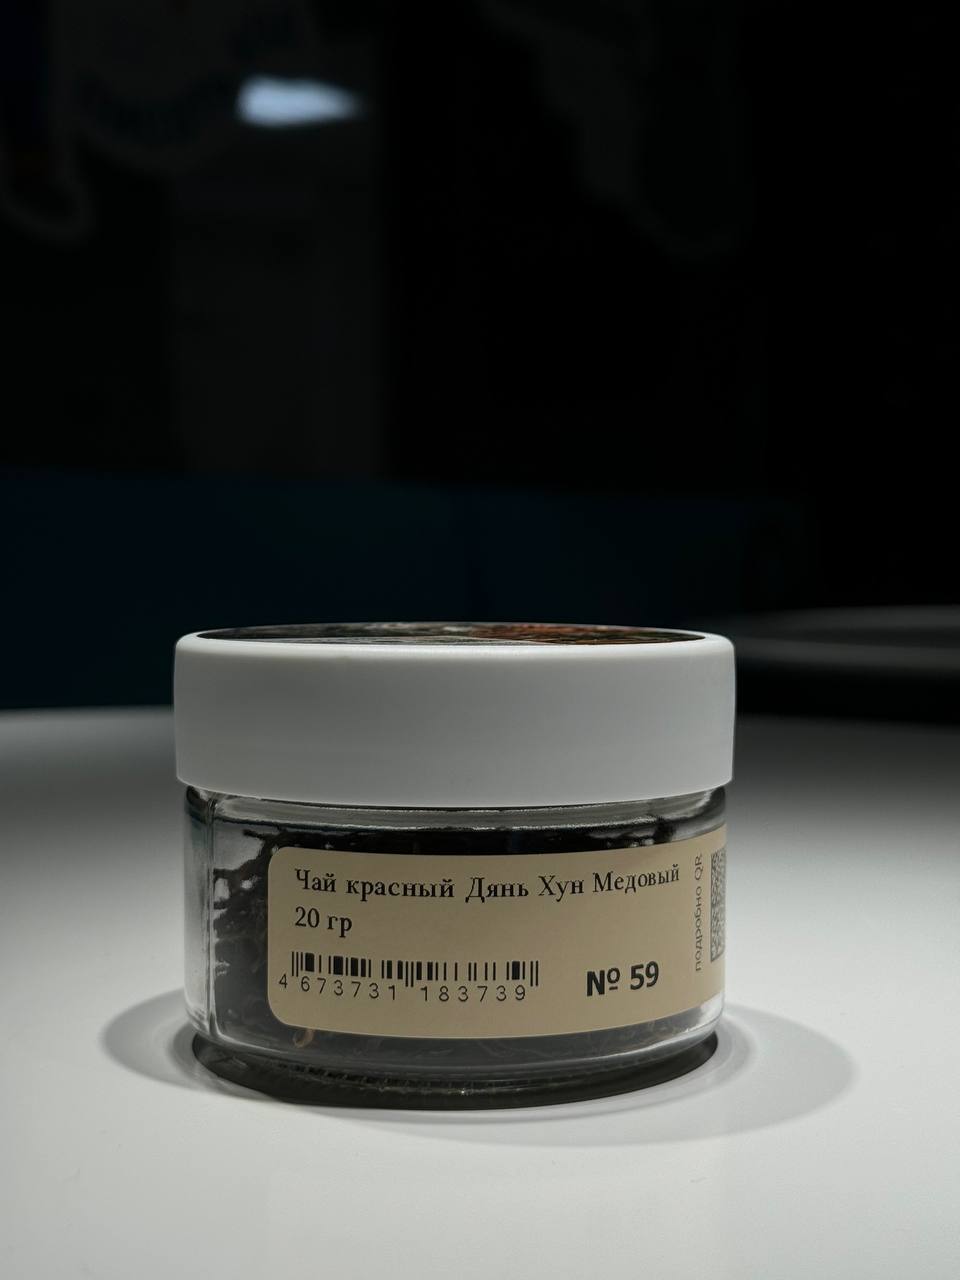 Чай красный Дянь Хун Медовый
20 гр
4 673731 183739
№ 59
подробно QR